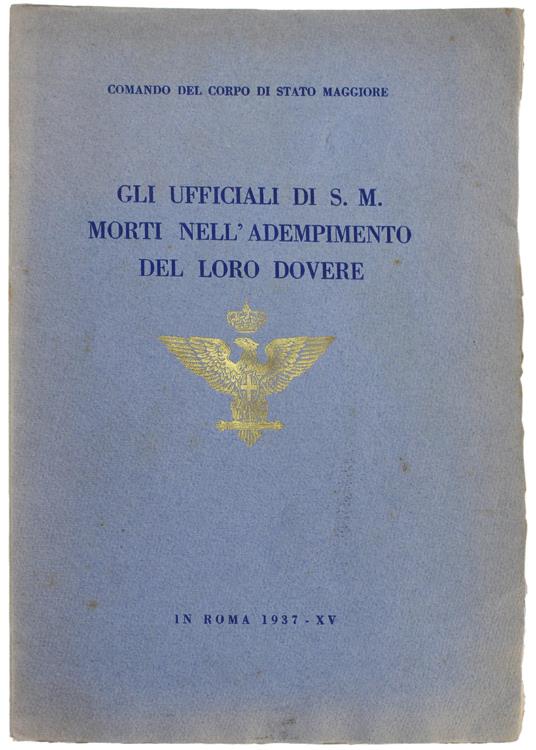 COMANDO DEL CORPO DI STATO MAGGIORE
GLI UFFICIALI DI S. M.
MORTI NELL'ADEMPIMENTO
DEL LORO DOVERE
IN ROMA 1937 - XV